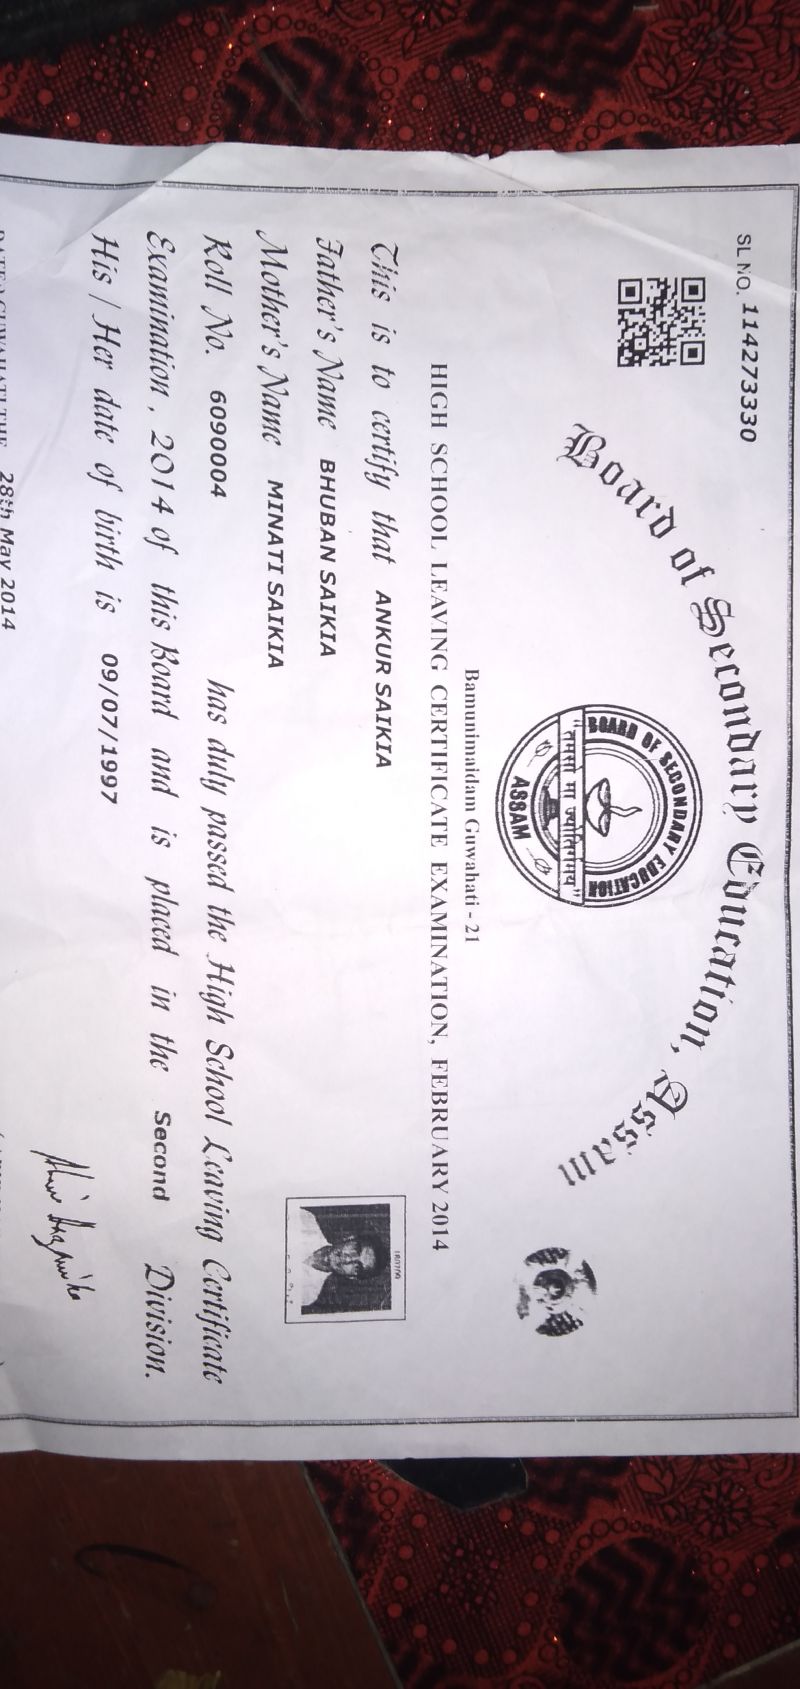 SL NO. 114273330
Board of Secondary Education, Assam
BOARD OF SECONDARY EDUCATION
ASSAM
Bamunimaidam Guwahati - 21
HIGH SCHOOL LEAVING CERTIFICATE EXAMINATION, FEBRUARY 2014
This is to certify that ANKUR SAIKIA
Father's Name BHUBAN SAIKIA
Mother's Name MINATI SAIKIA
Roll No. 6090004 has duly passed the High School Leaving Certificate
Examination, 2014 of this Board and is placed in the Second Division.
His / Her date of birth is 09/07/1997
28th May 2014